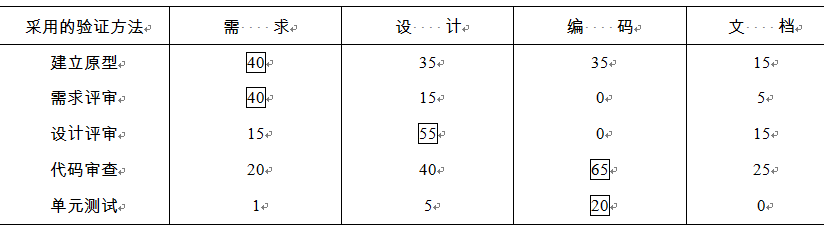 采用的验证方法 需 求 设 计 编 码 文 档
建立原型 40 35 35 15
需求评审 40 15 0 5
设计评审 15 55 0 15
代码审查 20 40 65 25
单元测试 1 5 20 0